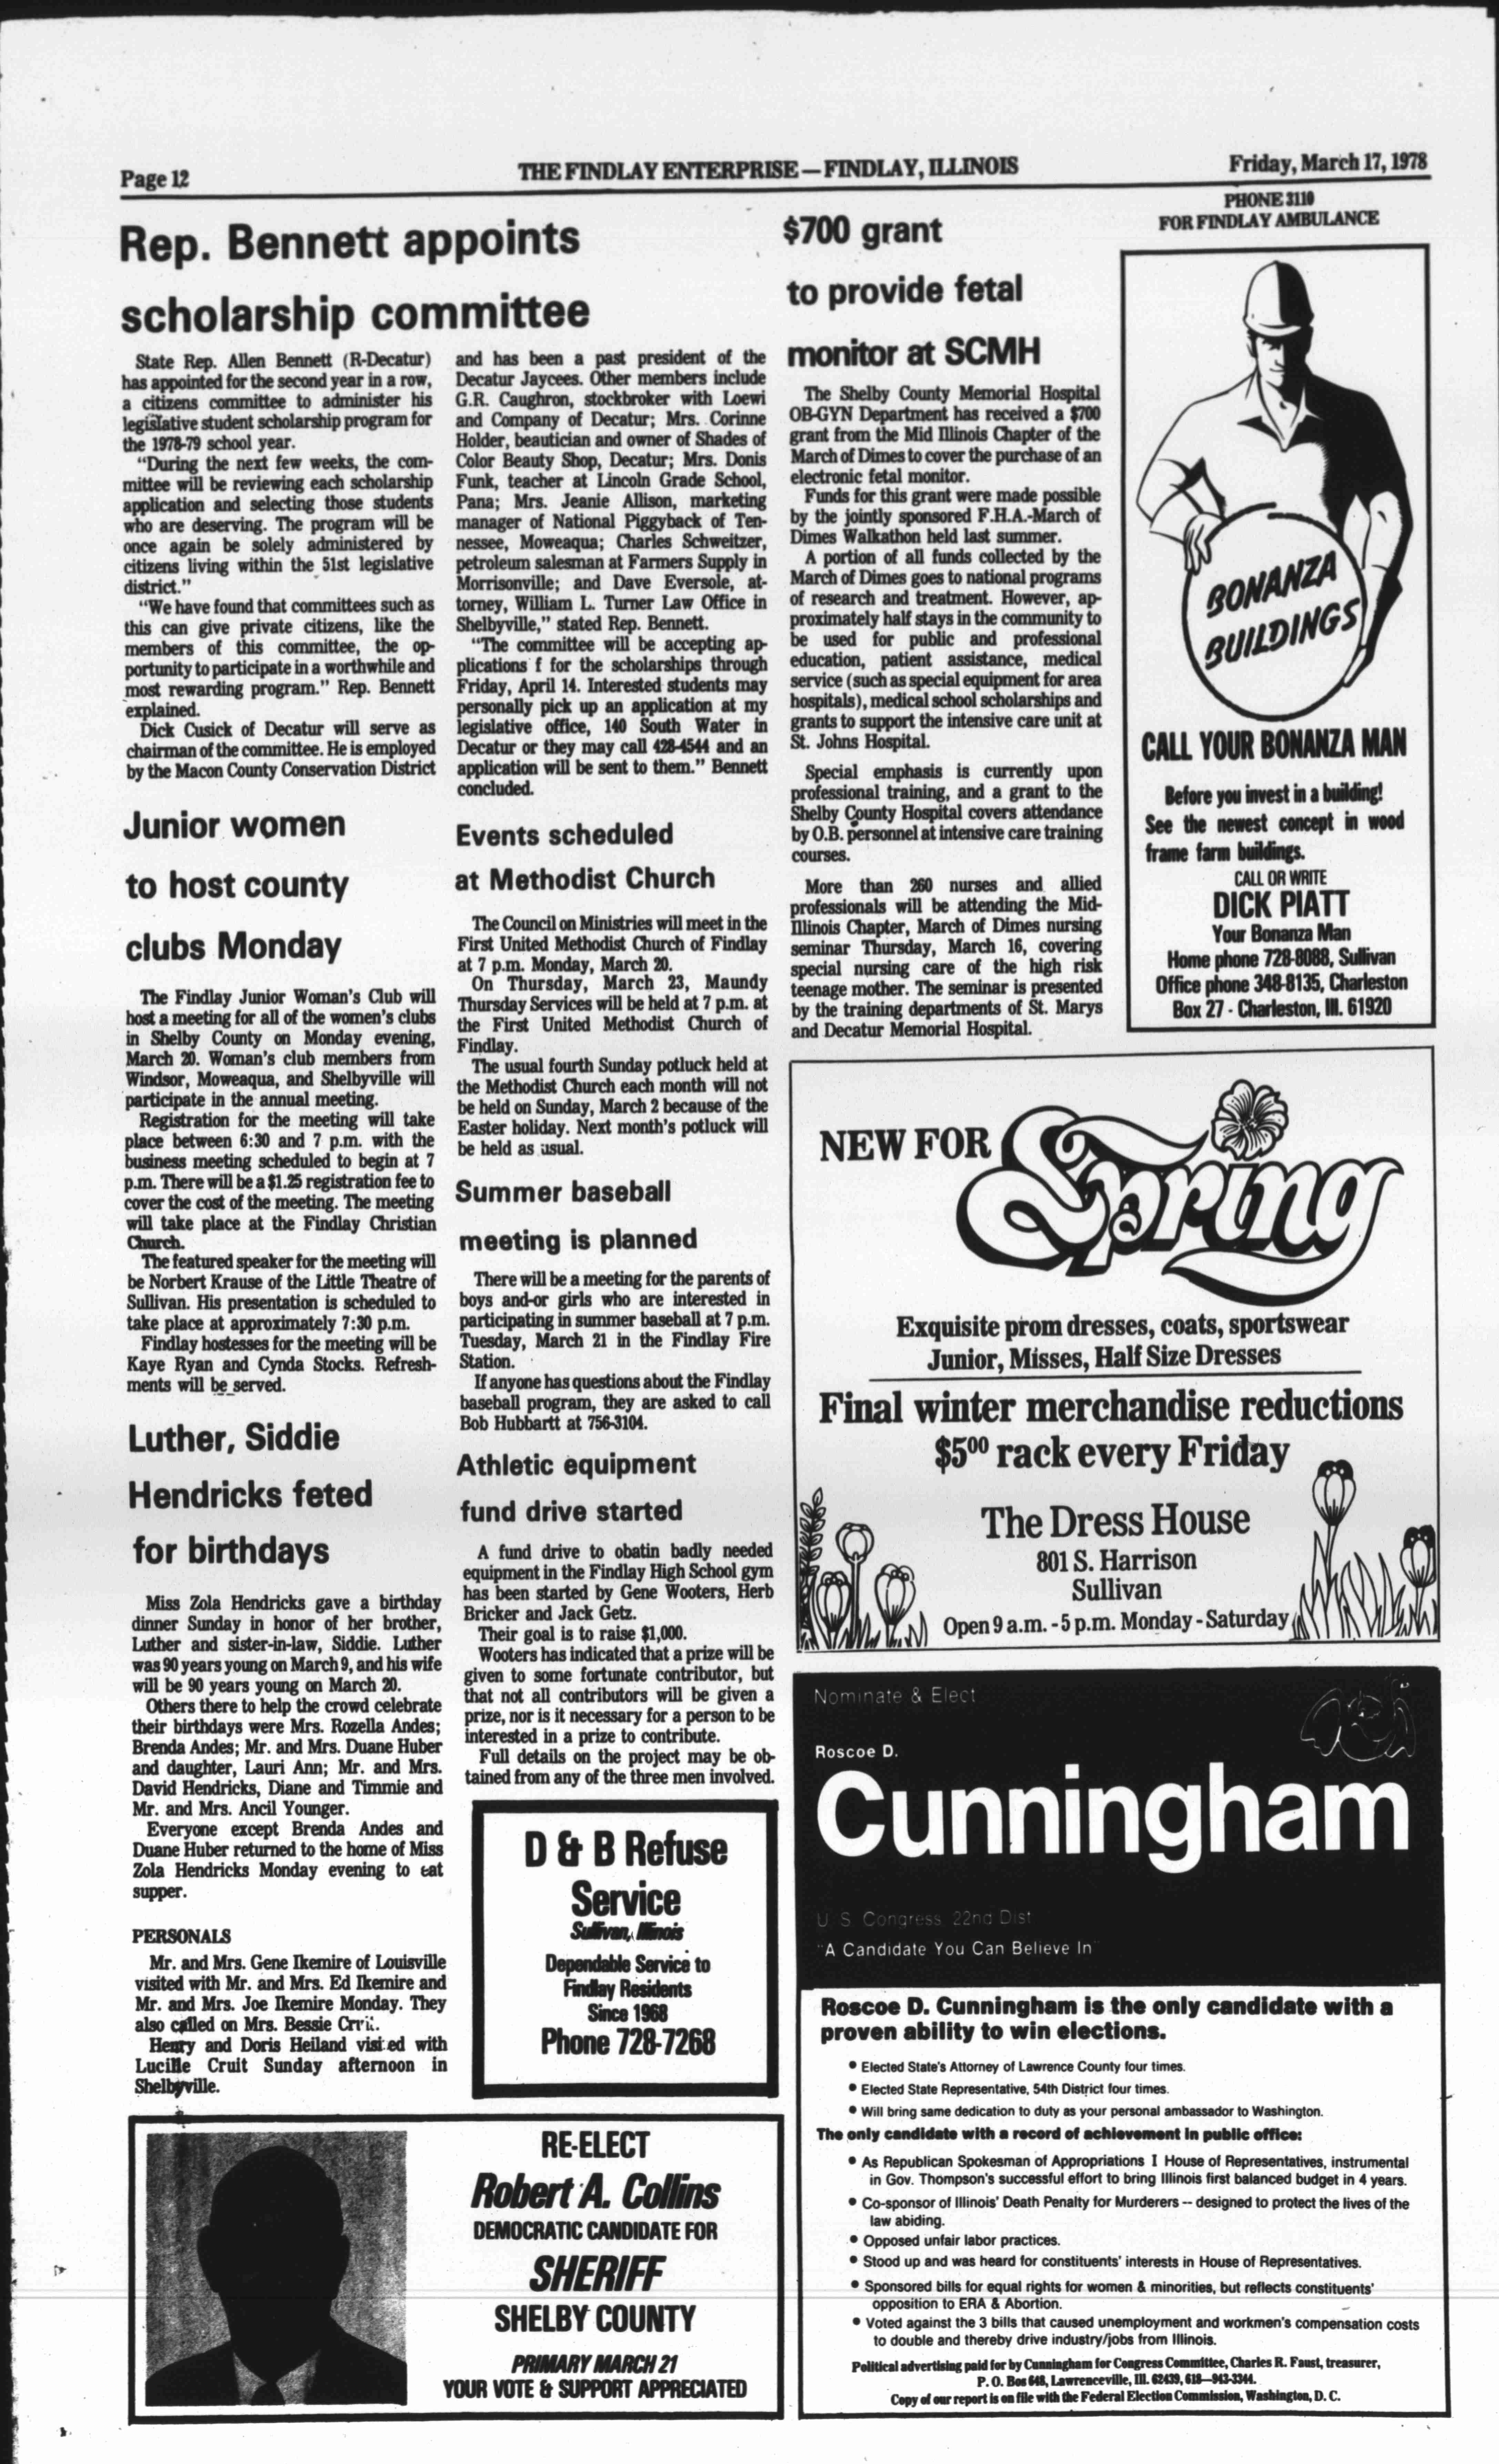 Page 12
THE FINDLAY ENTERPRISE — FINDLAY, ILLINOIS
Friday, March 17, 1978
Rep. Bennett appoints
scholarship committee
State Rep. Allen Bennett (R-Decatur)
has appointed for the second year in a row,
a citizens committee to administer his
legislative student scholarship program for
the 1978-79 school year.
"During the next few weeks, the com-
mittee will be reviewing each scholarship
application and selecting those students
who are deserving. The program will be
once again be solely administered by
citizens living within the 51st legislative
district."
"We have found that committees such as
this can give private citizens, like the
members of this committee, the op-
portunity to participate in a worthwhile and
most rewarding program." Rep. Bennett
explained.
Dick Cusick of Decatur will serve as
chairman of the committee. He is employed
by the Macon County Conservation District
and has been a past president of the
Decatur Jaycees. Other members include
G.R. Caughron, stockbroker with Loewi
and Company of Decatur; Mrs. Corinne
Holder, beautician and owner of Shades of
Color Beauty Shop, Decatur; Mrs. Donis
Funk, teacher at Lincoln Grade School,
Pana; Mrs. Jeanie Allison, marketing
manager of National Piggyback of Ten-
nessee, Moweaqua; Charles Schweitzer,
petroleum salesman at Farmers Supply in
Morrisonville; and Dave Eversole, at-
torney, William L. Turner Law Office in
Shelbyville," stated Rep. Bennett.
"The committee will be accepting ap-
plications f for the scholarships through
Friday, April 14. Interested students may
personally pick up an application at my
legislative office, 140 South Water in
Decatur or they may call 428-4544 and an
application will be sent to them." Bennett
concluded.
Junior women
to host county
clubs Monday
The Findlay Junior Woman's Club will
host a meeting for all of the women's clubs
in Shelby County on Monday evening,
March 20. Woman's club members from
Windsor, Moweaqua, and Shelbyville will
participate in the annual meeting.
Registration for the meeting will take
place between 6:30 and 7 p.m. with the
business meeting scheduled to begin at 7
p.m. There will be a $1.25 registration fee to
cover the cost of the meeting. The meeting
will take place at the Findlay Christian
Church.
The featured speaker for the meeting will
be Norbert Krause of the Little Theatre of
Sullivan. His presentation is scheduled to
take place at approximately 7:30 p.m.
Findlay hostesses for the meeting will be
Kaye Ryan and Cynda Stocks. Refresh-
ments will be served.
Luther, Siddie
Hendricks feted
for birthdays
Miss Zola Hendricks gave a birthday
dinner Sunday in honor of her brother,
Luther and sister-in-law, Siddie. Luther
was 90 years young on March 9, and his wife
will be 90 years young on March 20.
Others there to help the crowd celebrate
their birthdays were Mrs. Rozella Andes;
Brenda Andes; Mr. and Mrs. Duane Huber
and daughter, Lauri Ann; Mr. and Mrs.
David Hendricks, Diane and Timmie and
Mr. and Mrs. Ancil Younger.
Everyone except Brenda Andes and
Duane Huber returned to the home of Miss
Zola Hendricks Monday evening to eat
supper.
PERSONALS
Mr. and Mrs. Gene Ikemire of Louisville
visited with Mr. and Mrs. Ed Ikemire and
Mr. and Mrs. Joe Ikemire Monday. They
also called on Mrs. Bessie
Henry and Doris Heiland visited with
Lucille Cruit Sunday afternoon in
Shelbyville.
Events scheduled
at Methodist Church
The Council on Ministries will meet in the
First United Methodist Church of Findlay
at 7 p.m. Monday, March 20.
On Thursday, March 23, Maundy
Thursday Services will be held at 7 p.m. at
the First United Methodist Church of
Findlay.
The usual fourth Sunday potluck held at
the Methodist Church each month will not
be held on Sunday, March 2 because of the
Easter holiday. Next month's potluck will
be held as usual.
Summer baseball
meeting is planned
There will be a meeting for the parents of
boys and-or girls who are interested in
participating in summer baseball at 7 p.m.
Tuesday, March 21 in the Findlay Fire
Station.
If anyone has questions about the Findlay
baseball program, they are asked to call
Bob Hubbartt at 756-3104.
Athletic equipment
fund drive started
A fund drive to obatin badly needed
equipment in the Findlay High School gym
has been started by Gene Wooters, Herb
Bricker and Jack Getz.
Their goal is to raise $1,000.
Wooters has indicated that a prize will be
given to some fortunate contributor, but
that not all contributors will be given a
prize, nor is it necessary for a person to be
interested in a prize to contribute.
Full details on the project may be ob-
tained from any of the three men involved.
D & B Refuse
Service
Sullivan, Illinois
Dependable Service to
Findlay Residents
Since 1968
Phone 728-7268
RE-ELECT
Robert A. Collins
DEMOCRATIC CANDIDATE FOR
SHERIFF
SHELBY COUNTY
PRIMARY MARCH 21
YOUR VOTE & SUPPORT APPRECIATED
$700 grant
to provide fetal
monitor at SCMH
The Shelby County Memorial Hospital
OB-GYN Department has received a $700
grant from the Mid Illinois Chapter of the
March of Dimes to cover the purchase of an
electronic fetal monitor.
Funds for this grant were made possible
by the jointly sponsored F.H.A.-March of
Dimes Walkathon held last summer.
A portion of all funds collected by the
March of Dimes goes to national programs
of research and treatment. However, ap-
proximately half stays in the community to
be used for public and professional
education, patient assistance, medical
service (such as special equipment for area
hospitals), medical school scholarships and
grants to support the intensive care unit at
St. Johns Hospital.
Special emphasis is currently upon
professional training, and a grant to the
Shelby County Hospital covers attendance
by O.B. personnel at intensive care training
courses.
More than 260 nurses and allied
professionals will be attending the Mid-
Illinois Chapter, March of Dimes nursing
seminar Thursday, March 16, covering
special nursing care of the high risk
teenage mother. The seminar is presented
by the training departments of St. Marys
and Decatur Memorial Hospital.
PHONE 3110
FOR FINDLAY AMBULANCE
BONANZA
BUILDINGS
CALL YOUR BONANZA MAN
Before you invest in a building!
See the newest concept in wood
frame farm buildings.
CALL OR WRITE
DICK PIATT
Your Bonanza Man
Home phone 728-8088, Sullivan
Office phone 348-8135, Charleston
Box 27 - Charleston, Ill. 61920
NEW FOR Spring
Exquisite prom dresses, coats, sportswear
Junior, Misses, Half Size Dresses
Final winter merchandise reductions
$5⁰⁰ rack every Friday
The Dress House
801 S. Harrison
Sullivan
Open 9 a.m. - 5 p.m. Monday - Saturday
Nominate & Elect
Roscoe D.
Cunningham
U S Congress 22nd Dist
"A Candidate You Can Believe In"
Roscoe D. Cunningham is the only candidate with a
proven ability to win elections.
• Elected State's Attorney of Lawrence County four times.
• Elected State Representative, 54th District four times.
• Will bring same dedication to duty as your personal ambassador to Washington.
The only candidate with a record of achievement in public office:
• As Republican Spokesman of Appropriations I House of Representatives, instrumental
in Gov. Thompson's successful effort to bring Illinois first balanced budget in 4 years.
• Co-sponsor of Illinois' Death Penalty for Murderers -- designed to protect the lives of the
law abiding.
• Opposed unfair labor practices.
• Stood up and was heard for constituents' interests in House of Representatives.
• Sponsored bills for equal rights for women & minorities, but reflects constituents'
opposition to ERA & Abortion.
• Voted against the 3 bills that caused unemployment and workmen's compensation costs
to double and thereby drive industry/jobs from Illinois.
Political advertising paid for by Cunningham for Congress Committee, Charles R. Faust, treasurer,
P. O. Box 648, Lawrenceville, Ill. 62439, 618—943-3344.
Copy of our report is on file with the Federal Election Commission, Washington, D. C.